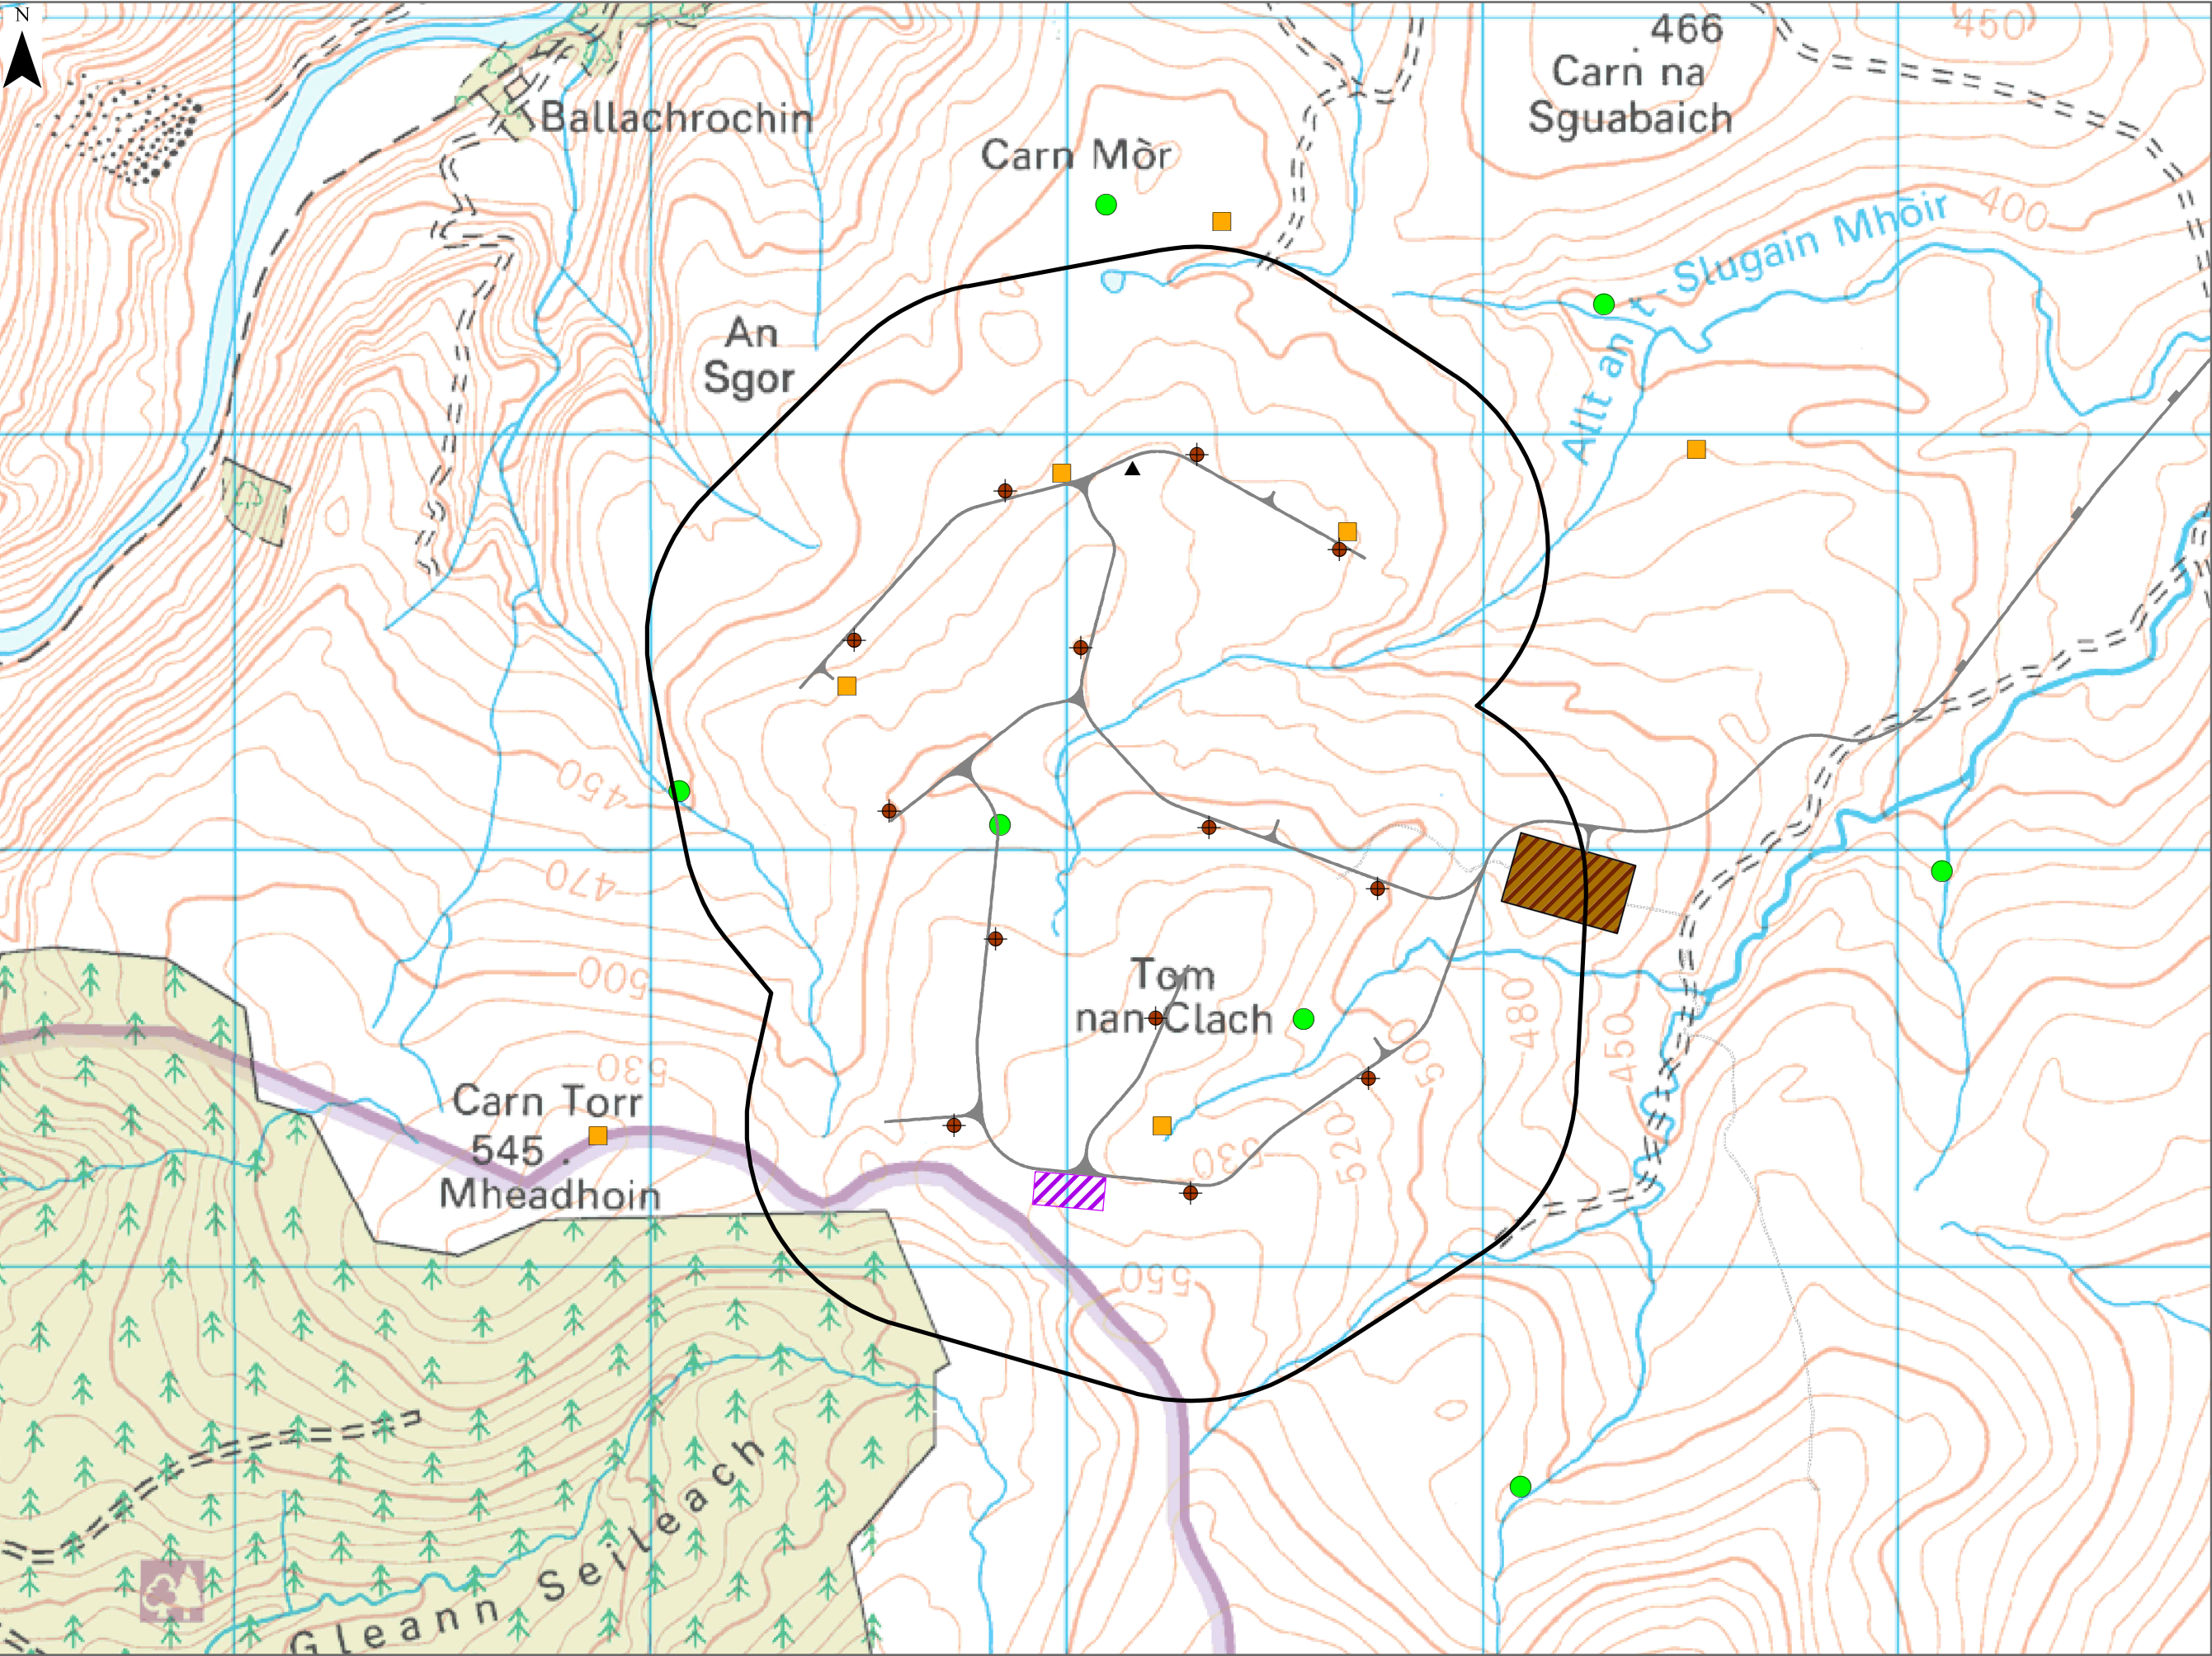 N
466
Carn na
Sguabaich
450
Ballachrochin
Carn Mòr
400
Allt an t-Slugain Mhòir
An
Sgor
450
470
500
530
Tom
nan Clach
480
450
500
520
530
550
Carn Torr
545 .
Mheadhoin
Gleann Seileach